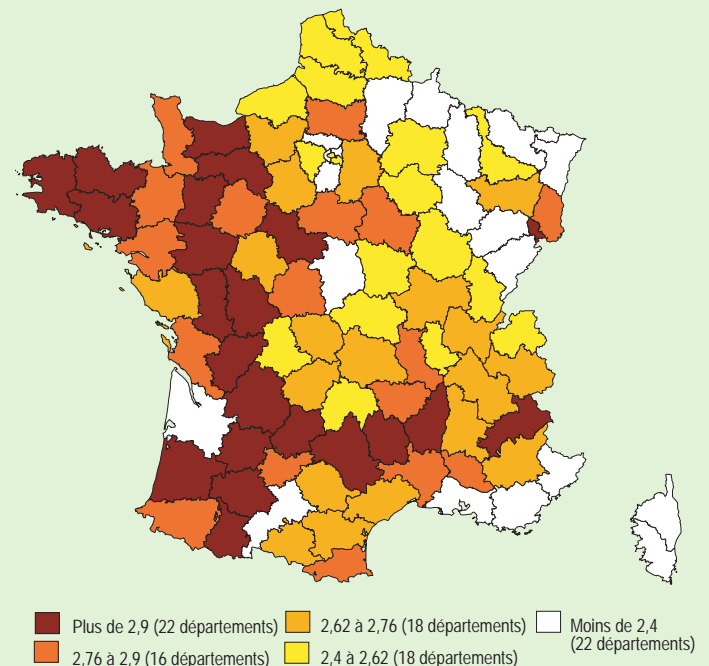 Plus de 2,9 (22 départements)
2,76 à 2,9 (16 départements)
2,62 à 2,76 (18 départements)
2,4 à 2,62 (18 départements)
Moins de 2,4
(22 départements)